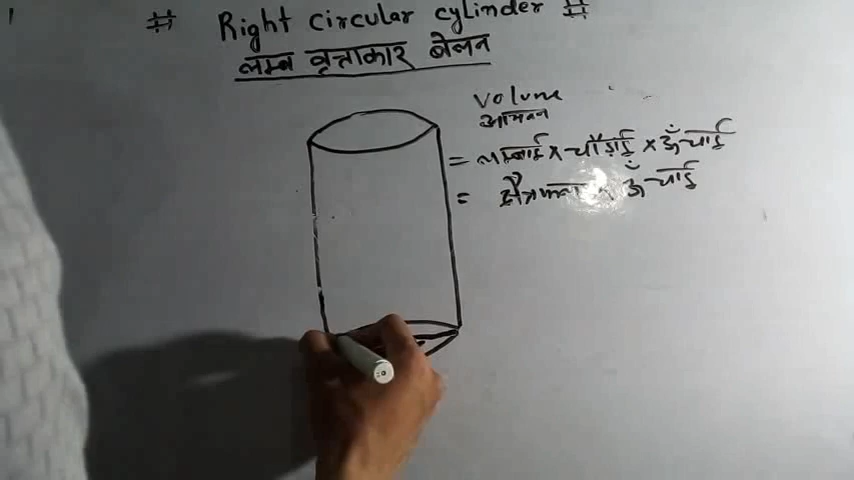 # Right circular cylinder #
लम्ब वृत्ताकार बेलन
volume
आयतन
= लम्बाई × चौड़ाई × ऊँचाई
= क्षेत्रफल × ऊँचाई